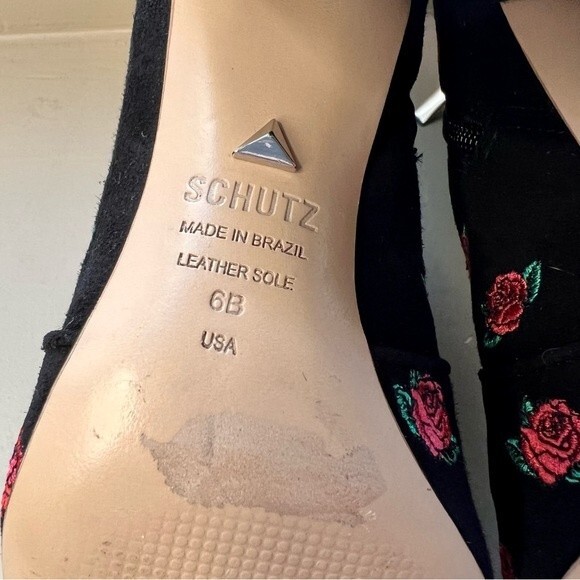 SCHUTZ
MADE IN BRAZIL
LEATHER SOLE
6B
USA